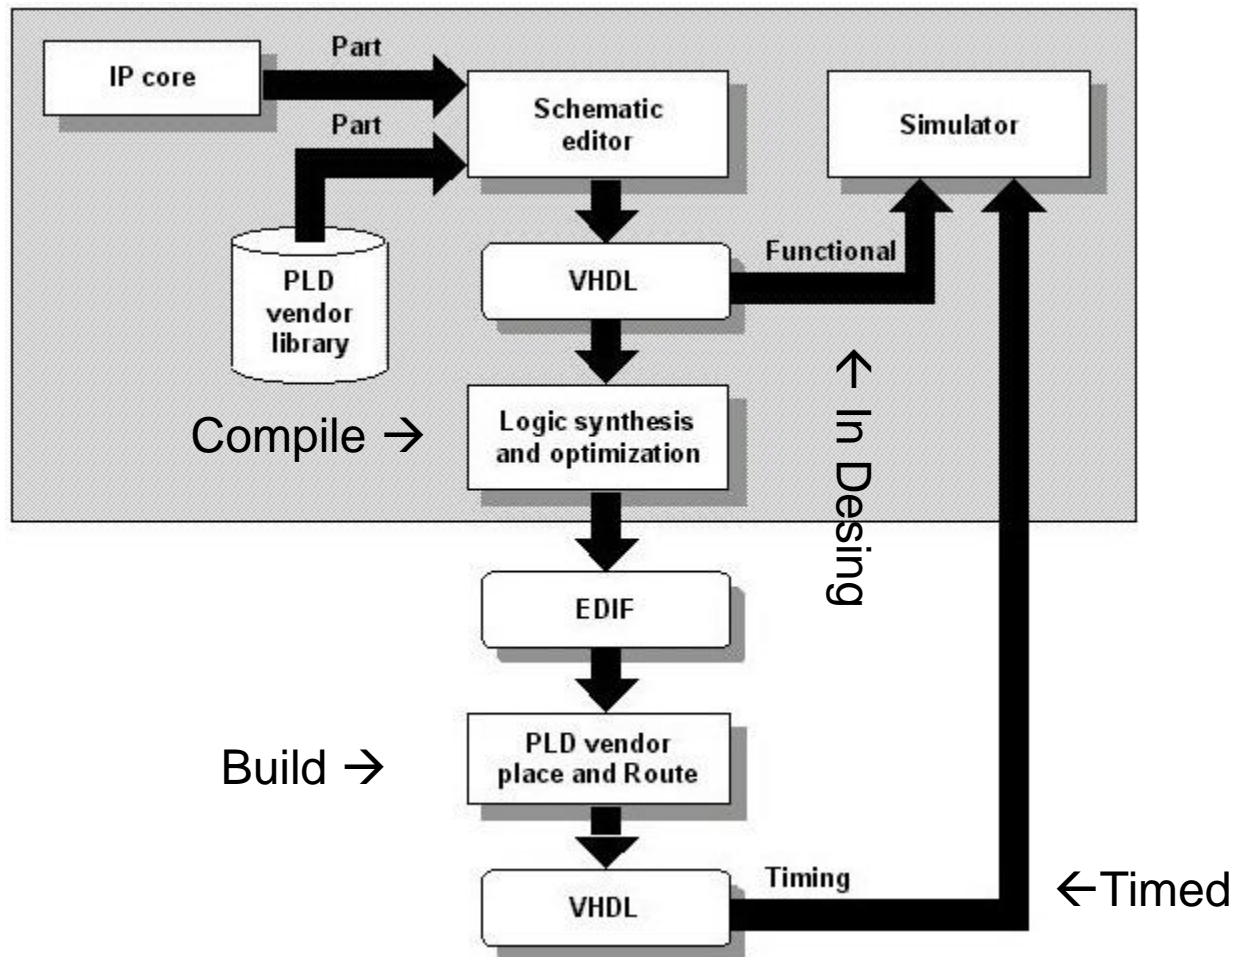 Part
IP core
Part
Schematic
editor
Simulator
PLD
vendor
library
VHDL
Functional
Compile →
Logic synthesis
and optimization
← In Desing
EDIF
Build →
PLD vendor
place and Route
VHDL
Timing
←Timed